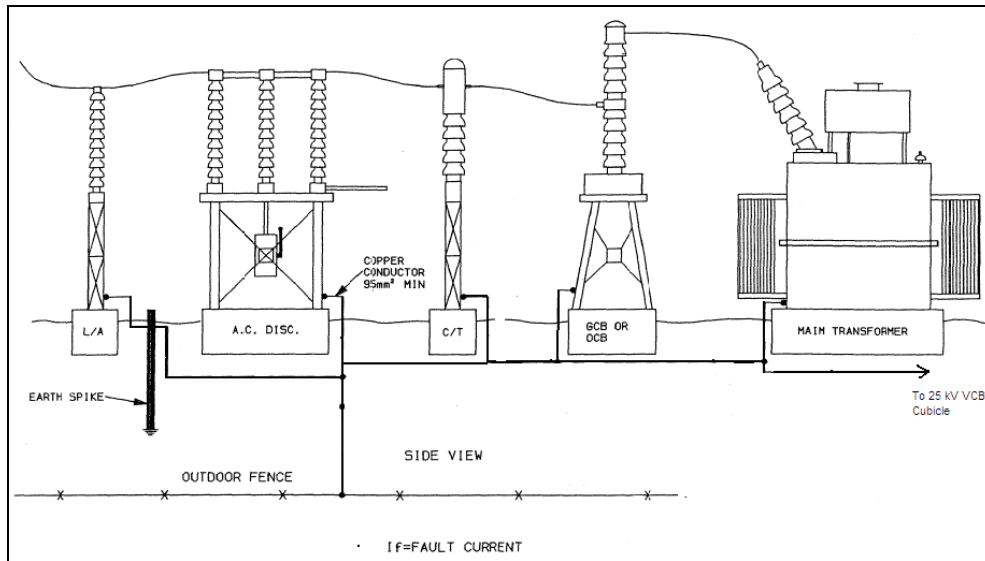 COPPER
CONDUCTOR
95mm² MIN
L/A
A.C. DISC.
C/T
GCB OR
OCB
MAIM TRANSFORMER
EARTH SPIKE
To 25 kV VCB
Cubicle
SIDE VIEW
OUTDOOR FENCE
If=FAULT CURRENT